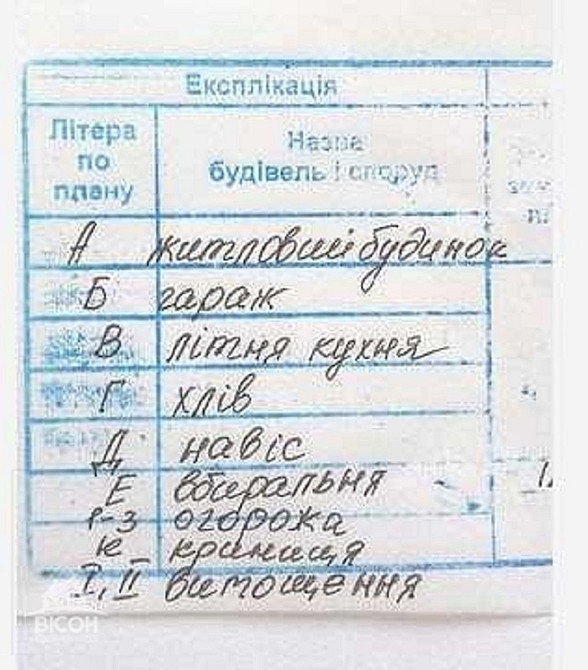 Експлікація
Літера по плану
Назва будівель і споруд
А житловий будинок
Б гараж
В літня кухня
Г хлів
Д навіс
Е вбиральня
1-3 огорожа
К криниця
I, II вимощення
ВІСОН